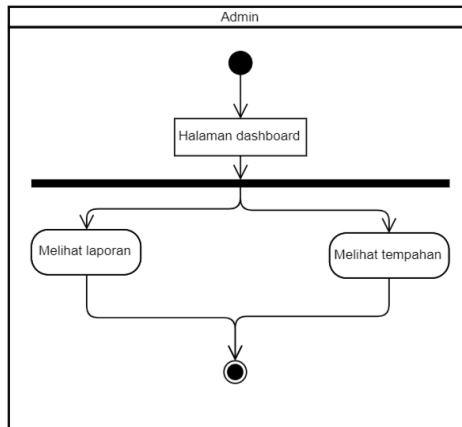 Admin
Halaman dashboard
Melihat laporan
Melihat tempahan